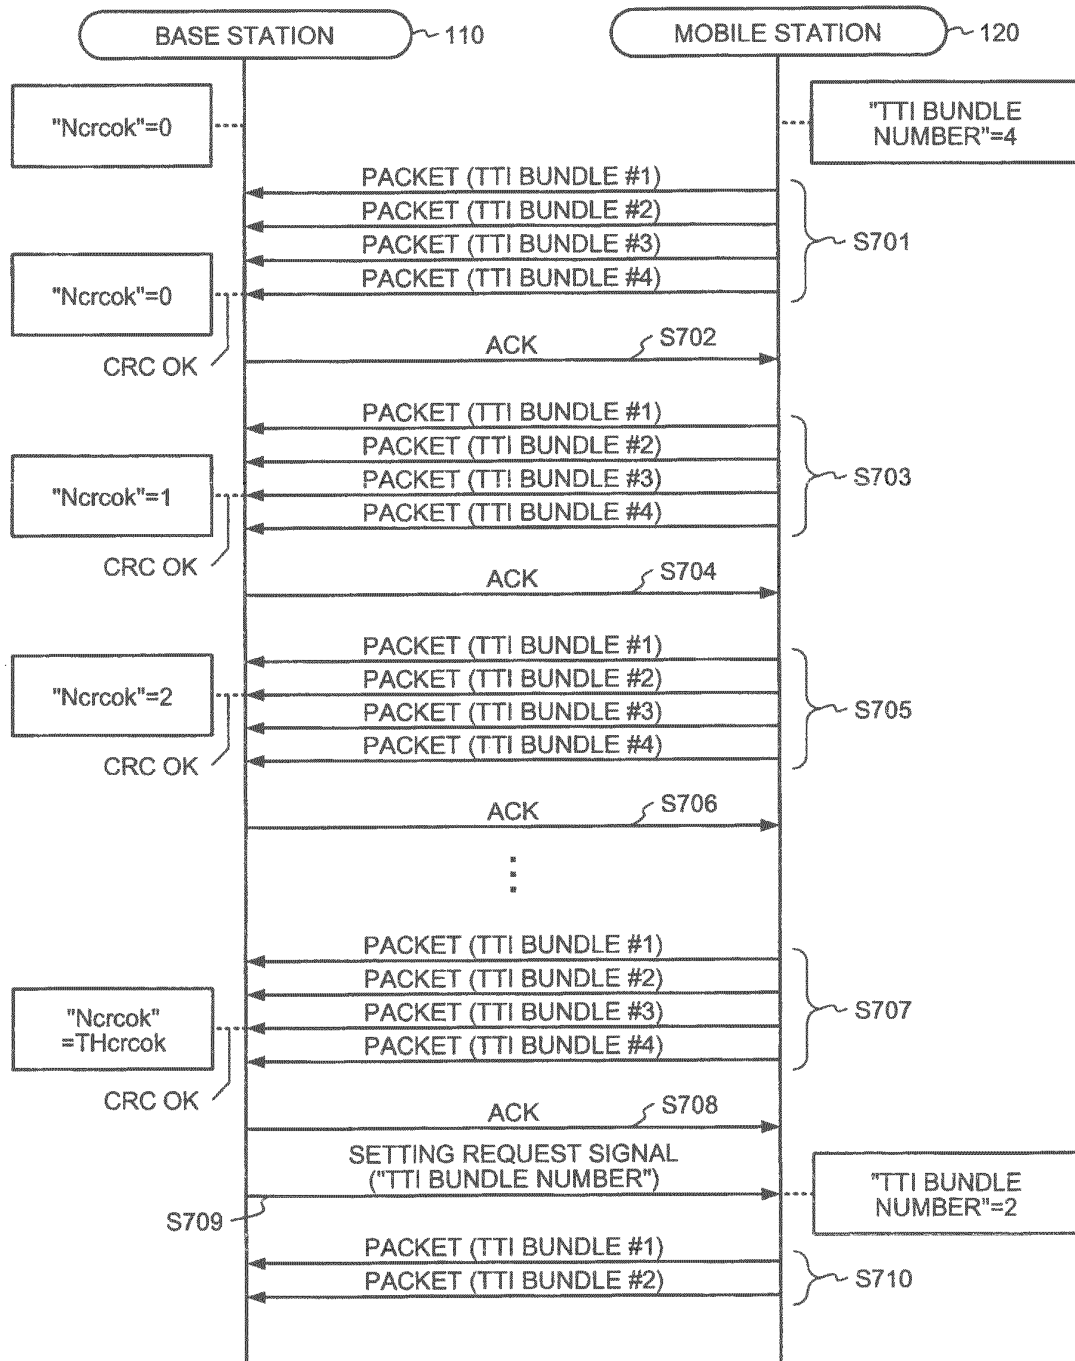 BASE STATION
110
MOBILE STATION
120
"Ncrcok"=0
"TTI BUNDLE
NUMBER"=4
PACKET (TTI BUNDLE #1)
PACKET (TTI BUNDLE #2)
PACKET (TTI BUNDLE #3)
PACKET (TTI BUNDLE #4)
S701
"Ncrcok"=0
CRC OK
ACK
S702
PACKET (TTI BUNDLE #1)
PACKET (TTI BUNDLE #2)
PACKET (TTI BUNDLE #3)
PACKET (TTI BUNDLE #4)
S703
"Ncrcok"=1
CRC OK
ACK
S704
PACKET (TTI BUNDLE #1)
PACKET (TTI BUNDLE #2)
PACKET (TTI BUNDLE #3)
PACKET (TTI BUNDLE #4)
S705
"Ncrcok"=2
CRC OK
ACK
S706
PACKET (TTI BUNDLE #1)
PACKET (TTI BUNDLE #2)
PACKET (TTI BUNDLE #3)
PACKET (TTI BUNDLE #4)
S707
"Ncrcok"
=THcrcok
CRC OK
ACK
S708
SETTING REQUEST SIGNAL
("TTI BUNDLE NUMBER")
S709
"TTI BUNDLE
NUMBER"=2
PACKET (TTI BUNDLE #1)
PACKET (TTI BUNDLE #2)
S710